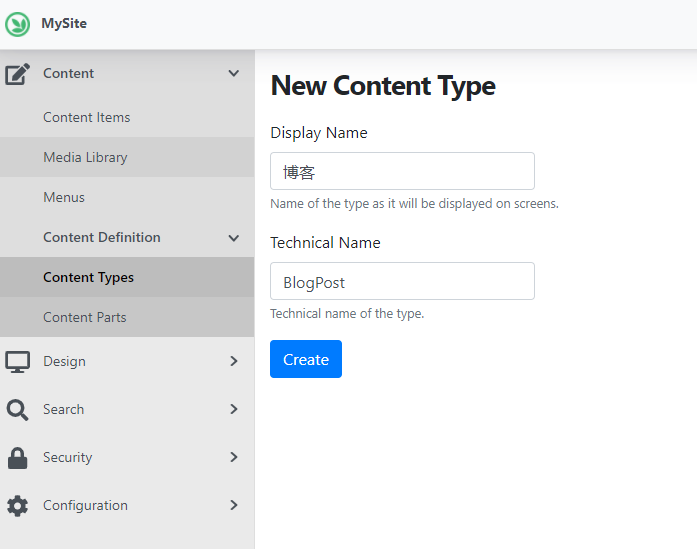 MySite
Content
Content Items
Media Library
Menus
Content Definition
Content Types
Content Parts
Design
Search
Security
Configuration
New Content Type
Display Name
博客
Name of the type as it will be displayed on screens.
Technical Name
BlogPost
Technical name of the type.
Create